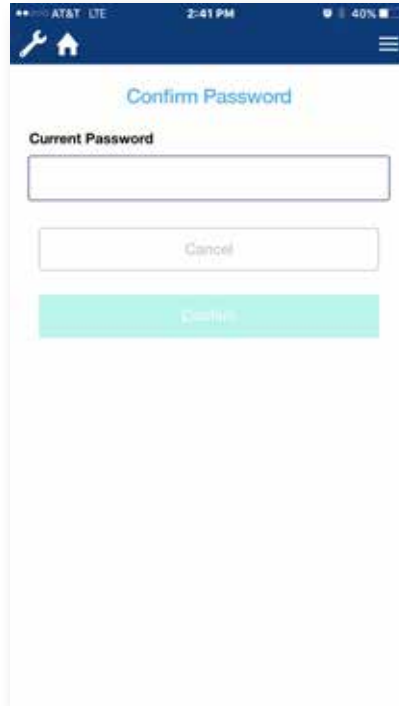 AT&T LTE 2:41 PM 40%
Confirm Password
Current Password
Cancel
Confirm